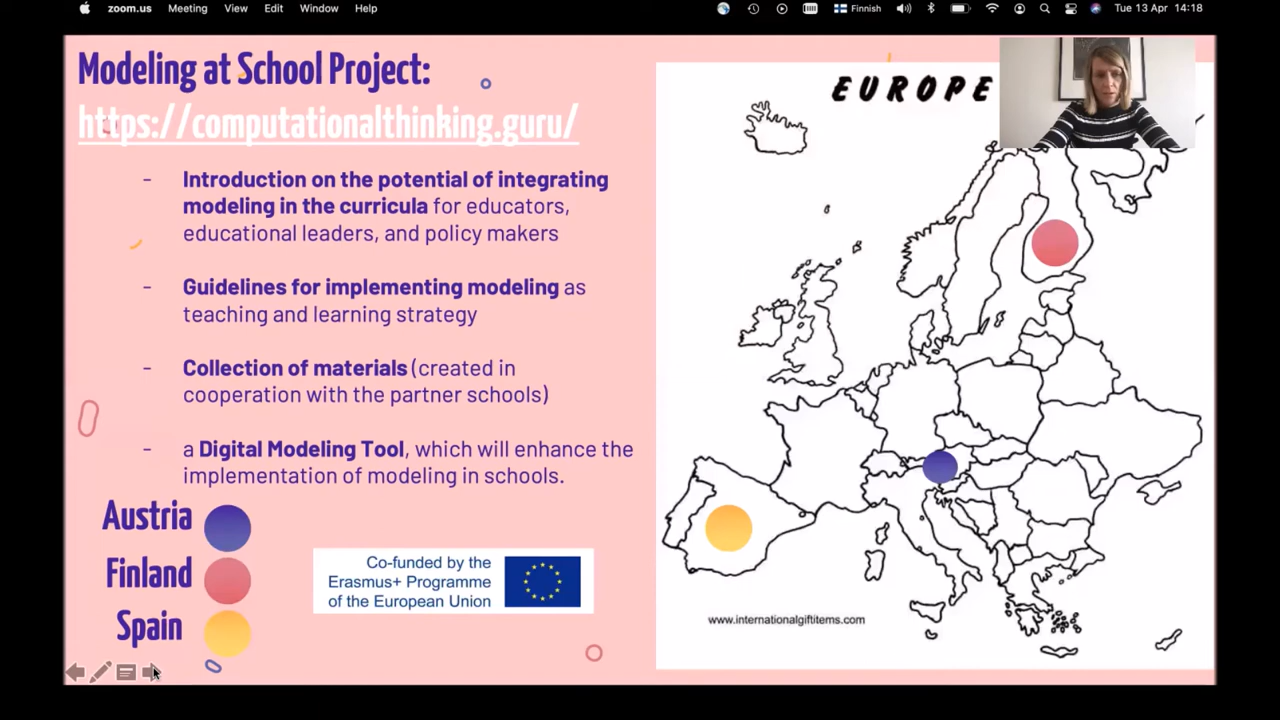 zoom.us Meeting View Edit Window Help Finnish Tue 13 Apr 14:18
Modeling at School Project:
https://computationalthinking.guru/
- Introduction on the potential of integrating
modeling in the curricula for educators,
educational leaders, and policy makers
- Guidelines for implementing modeling as
teaching and learning strategy
- Collection of materials (created in
cooperation with the partner schools)
- a Digital Modeling Tool, which will enhance the
implementation of modeling in schools.
Austria
Finland
Spain
Co-funded by the
Erasmus+ Programme
of the European Union
EUROPE
www.internationalgiftitems.com